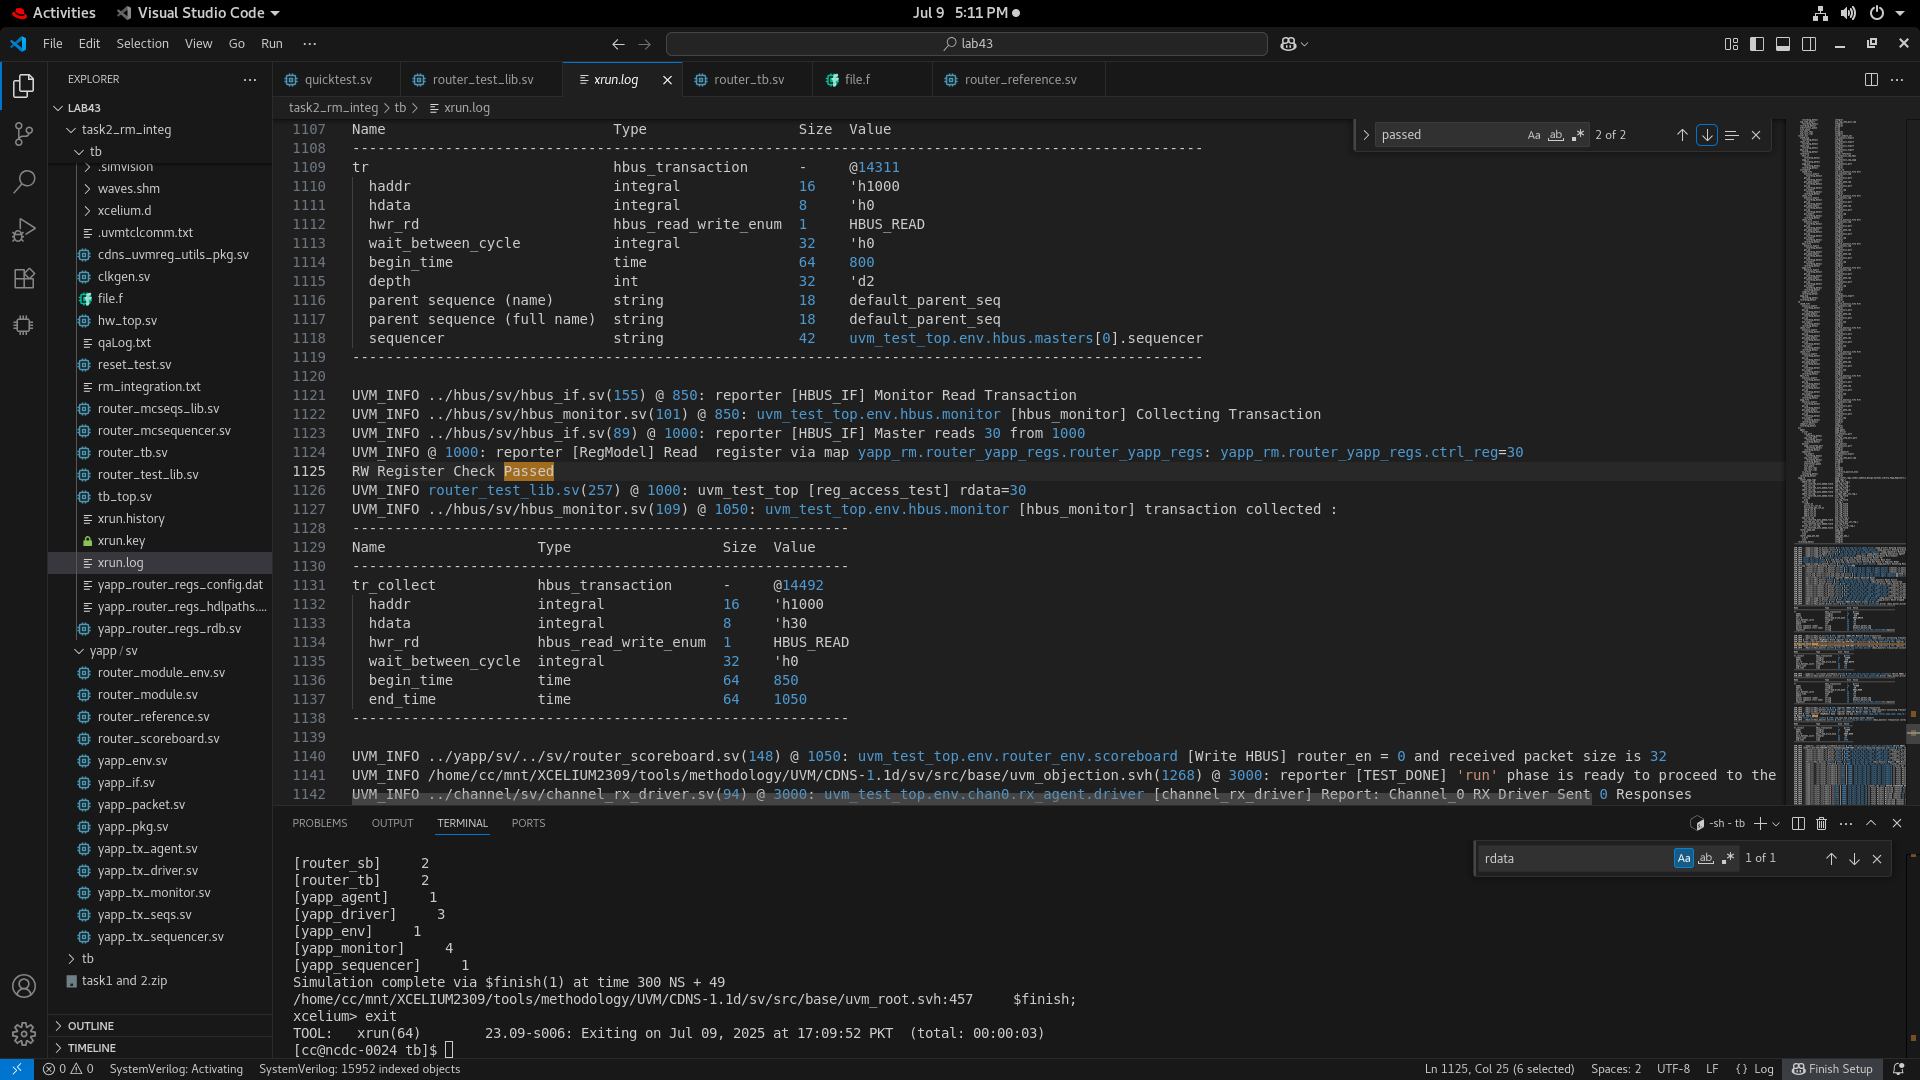 Activities
Visual Studio Code
Jul 9 5:11 PM
File Edit Selection View Go Run ···
lab43
EXPLORER
quicktest.sv
router_test_lib.sv
xrun.log
router_tb.sv
file.f
router_reference.sv
task2_rm_integ > tb > xrun.log
LAB43
task2_rm_integ
tb
.simvision
waves.shm
xcelium.d
.uvmtclcomm.txt
cdns_uvmreg_utils_pkg.sv
clkgen.sv
file.f
hw_top.sv
qaLog.txt
reset_test.sv
rm_integration.txt
router_mcseqs_lib.sv
router_mcsequencer.sv
router_tb.sv
router_test_lib.sv
tb_top.sv
xrun.history
xrun.key
xrun.log
yapp_router_regs_config.dat
yapp_router_regs_hdlpaths....
yapp_router_regs_rdb.sv
yapp / sv
router_module_env.sv
router_module.sv
router_reference.sv
router_scoreboard.sv
yapp_env.sv
yapp_if.sv
yapp_packet.sv
yapp_pkg.sv
yapp_tx_agent.sv
yapp_tx_driver.sv
yapp_tx_monitor.sv
yapp_tx_seqs.sv
yapp_tx_sequencer.sv
tb
task1 and 2.zip
OUTLINE
TIMELINE
passed Aa ab 2 of 2
1107 Name Type Size Value
1108 -----------------------------------------------------------------------------------------------------
1109 tr hbus_transaction - @14311
1110 haddr integral 16 'h1000
1111 hdata integral 8 'h0
1112 hwr_rd hbus_read_write_enum 1 HBUS_READ
1113 wait_between_cycle integral 32 'h0
1114 begin_time time 64 800
1115 depth int 32 'd2
1116 parent sequence (name) string 18 default_parent_seq
1117 parent sequence (full name) string 18 default_parent_seq
1118 sequencer string 42 uvm_test_top.env.hbus.masters[0].sequencer
1119 -----------------------------------------------------------------------------------------------------
1120
1121 UVM_INFO ../hbus/sv/hbus_if.sv(155) @ 850: reporter [HBUS_IF] Monitor Read Transaction
1122 UVM_INFO ../hbus/sv/hbus_monitor.sv(101) @ 850: uvm_test_top.env.hbus.monitor [hbus_monitor] Collecting Transaction
1123 UVM_INFO ../hbus/sv/hbus_if.sv(89) @ 1000: reporter [HBUS_IF] Master reads 30 from 1000
1124 UVM_INFO @ 1000: reporter [RegModel] Read  register via map yapp_rm.router_yapp_regs.router_yapp_regs: yapp_rm.router_yapp_regs.ctrl_reg=30
1125 RW Register Check Passed
1126 UVM_INFO router_test_lib.sv(257) @ 1000: uvm_test_top [reg_access_test] rdata=30
1127 UVM_INFO ../hbus/sv/hbus_monitor.sv(109) @ 1050: uvm_test_top.env.hbus.monitor [hbus_monitor] transaction collected :
1128 -----------------------------------------------------------
1129 Name Type Size Value
1130 -----------------------------------------------------------
1131 tr_collect hbus_transaction - @14492
1132 haddr integral 16 'h1000
1133 hdata integral 8 'h30
1134 hwr_rd hbus_read_write_enum 1 HBUS_READ
1135 wait_between_cycle integral 32 'h0
1136 begin_time time 64 850
1137 end_time time 64 1050
1138 -----------------------------------------------------------
1139
1140 UVM_INFO ../yapp/sv/../sv/router_scoreboard.sv(148) @ 1050: uvm_test_top.env.router_env.scoreboard [Write HBUS] router_en = 0 and received packet size is 32
1141 UVM_INFO /home/cc/mnt/XCELIUM2309/tools/methodology/UVM/CDNS-1.1d/sv/src/base/uvm_objection.svh(1268) @ 3000: reporter [TEST_DONE] 'run' phase is ready to proceed to the
1142 UVM_INFO ../channel/sv/channel_rx_driver.sv(94) @ 3000: uvm_test_top.env.chan0.rx_agent.driver [channel_rx_driver] Report: Channel_0 RX Driver Sent 0 Responses
PROBLEMS OUTPUT TERMINAL PORTS
-sh - tb
rdata Aa ab 1 of 1
[router_sb] 2
[router_tb] 2
[yapp_agent] 1
[yapp_driver] 3
[yapp_env] 1
[yapp_monitor] 4
[yapp_sequencer] 1
Simulation complete via $finish(1) at time 300 NS + 49
/home/cc/mnt/XCELIUM2309/tools/methodology/UVM/CDNS-1.1d/sv/src/base/uvm_root.svh:457 $finish;
xcelium> exit
TOOL: xrun(64) 23.09-s006: Exiting on Jul 09, 2025 at 17:09:52 PKT (total: 00:00:03)
[cc@ncdc-0024 tb]$
0 0 SystemVerilog: Activating SystemVerilog: 15952 indexed objects
Ln 1125, Col 25 (6 selected) Spaces: 2 UTF-8 LF {} Log Finish Setup